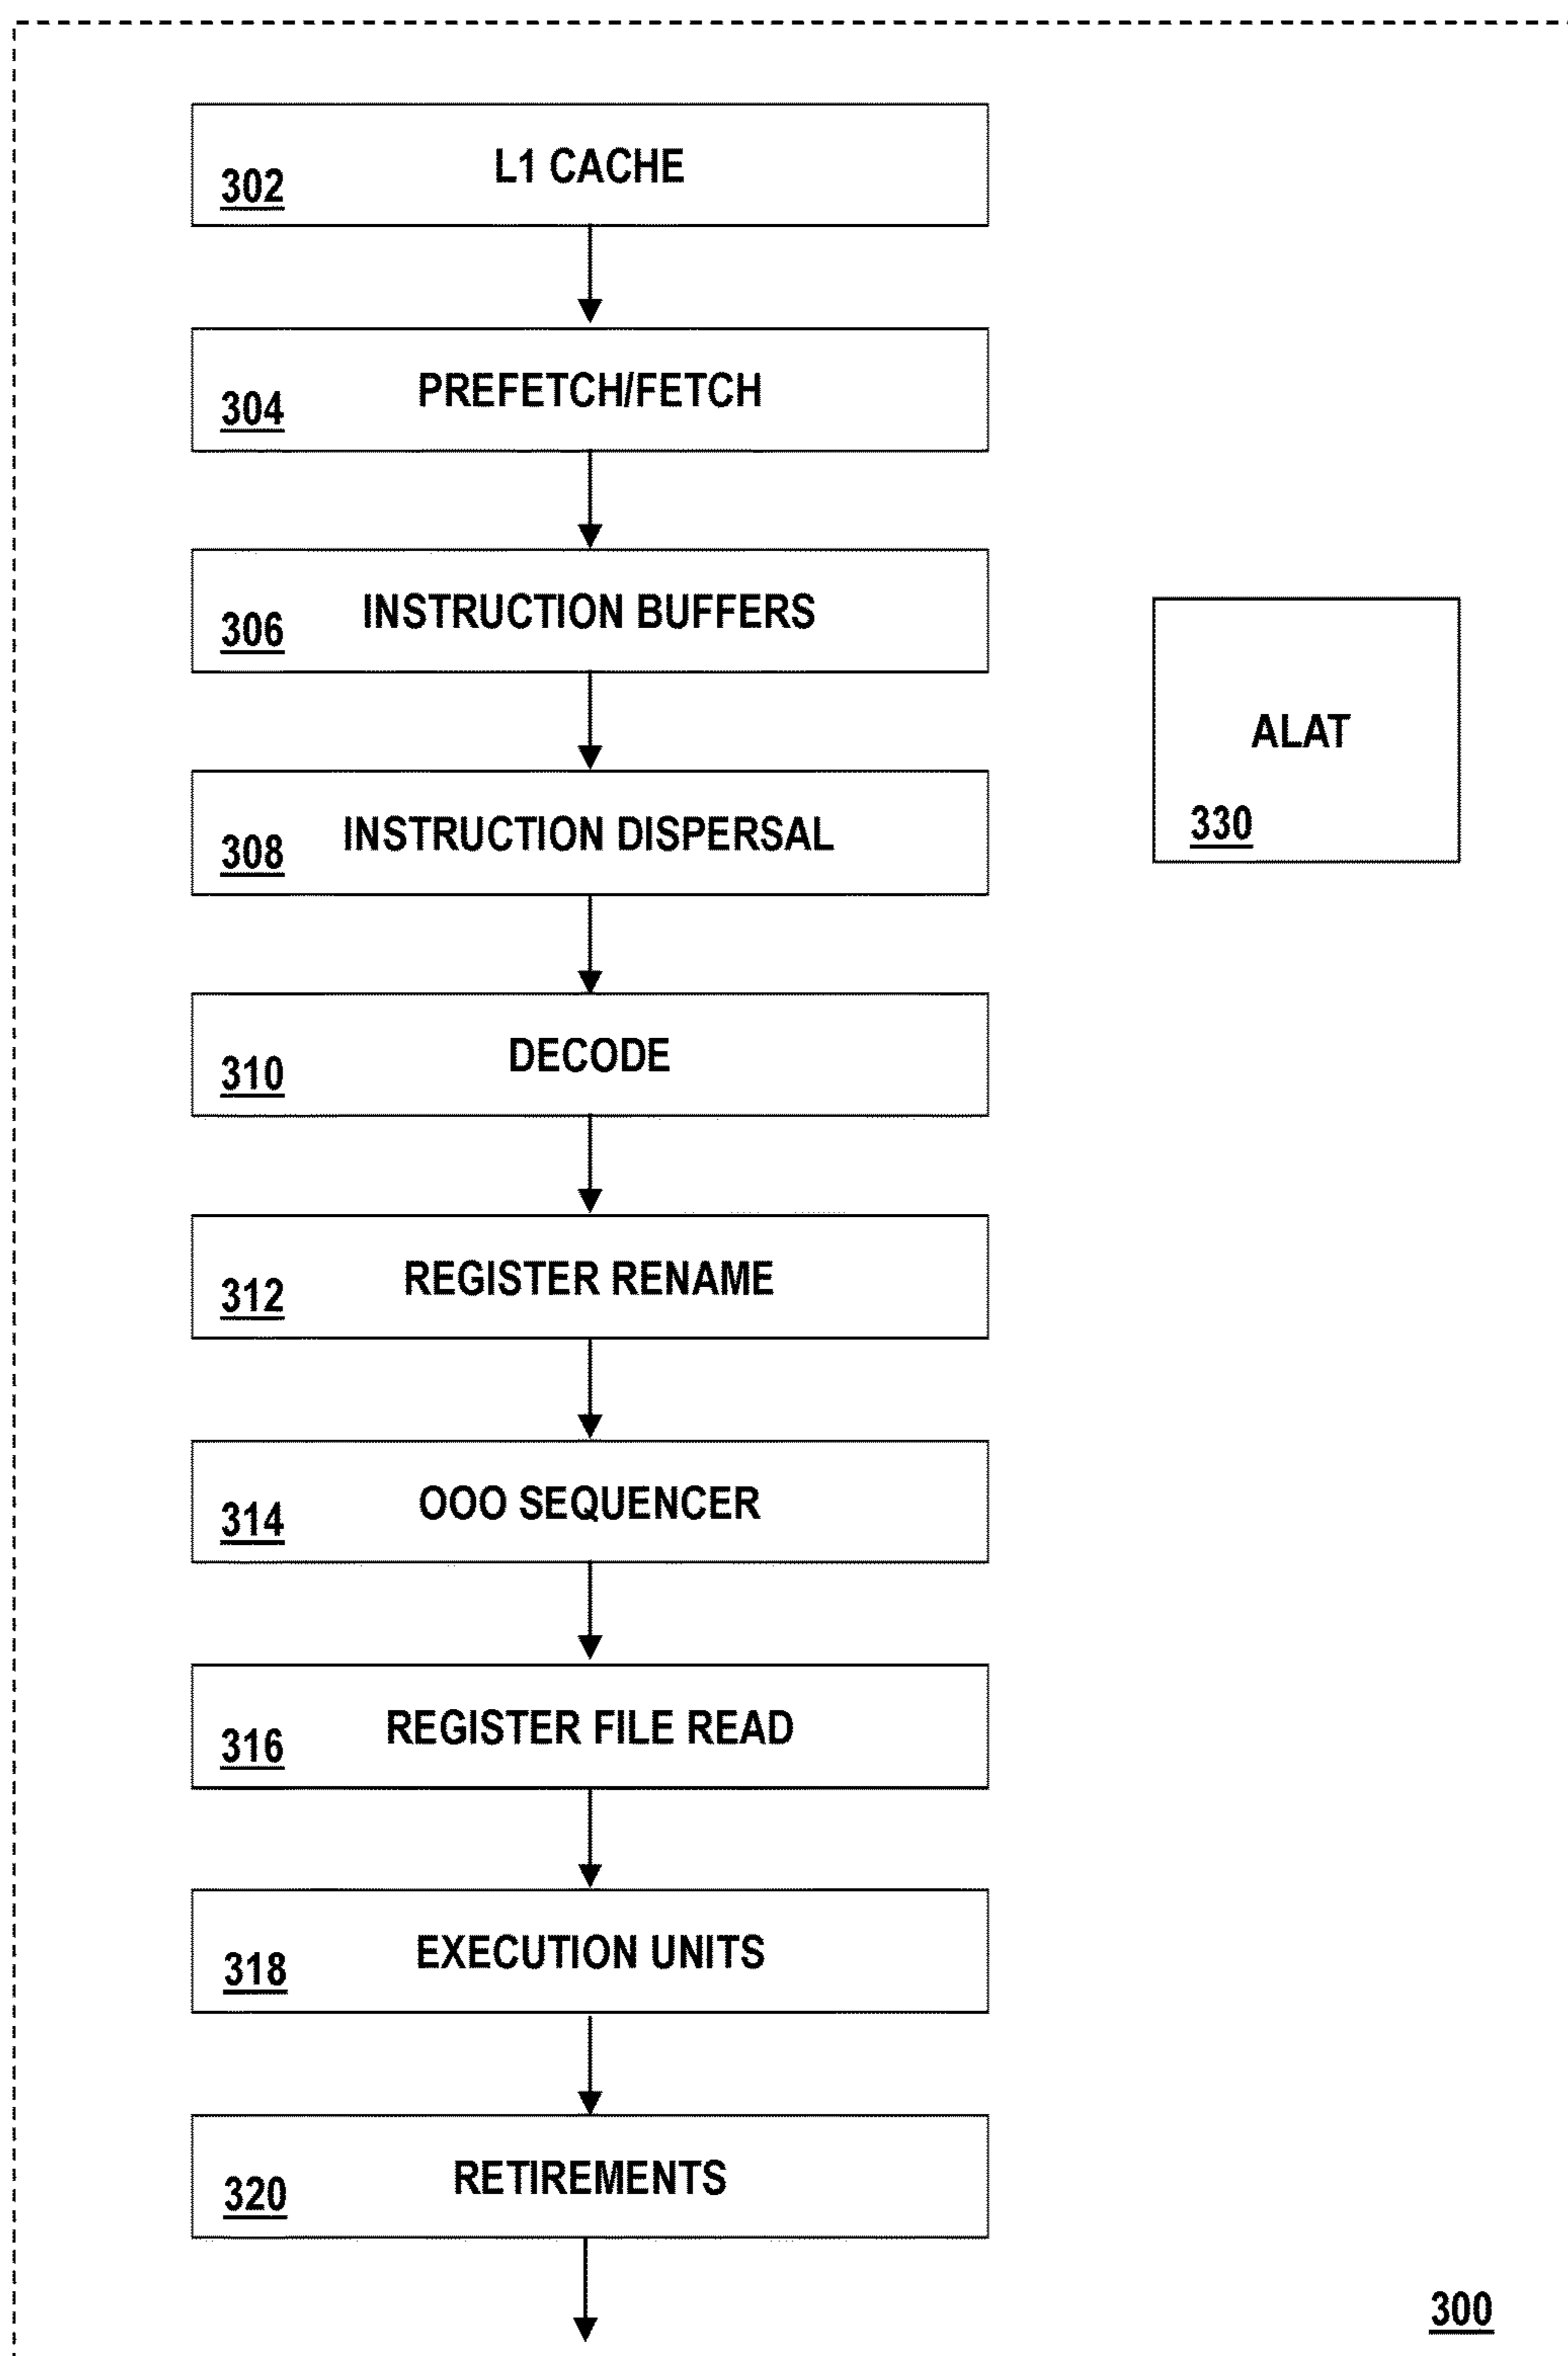 L1 CACHE
302
PREFETCH/FETCH
304
INSTRUCTION BUFFERS
306
ALAT
330
INSTRUCTION DISPERSAL
308
DECODE
310
REGISTER RENAME
312
OOO SEQUENCER
314
REGISTER FILE READ
316
EXECUTION UNITS
318
RETIREMENTS
320
300